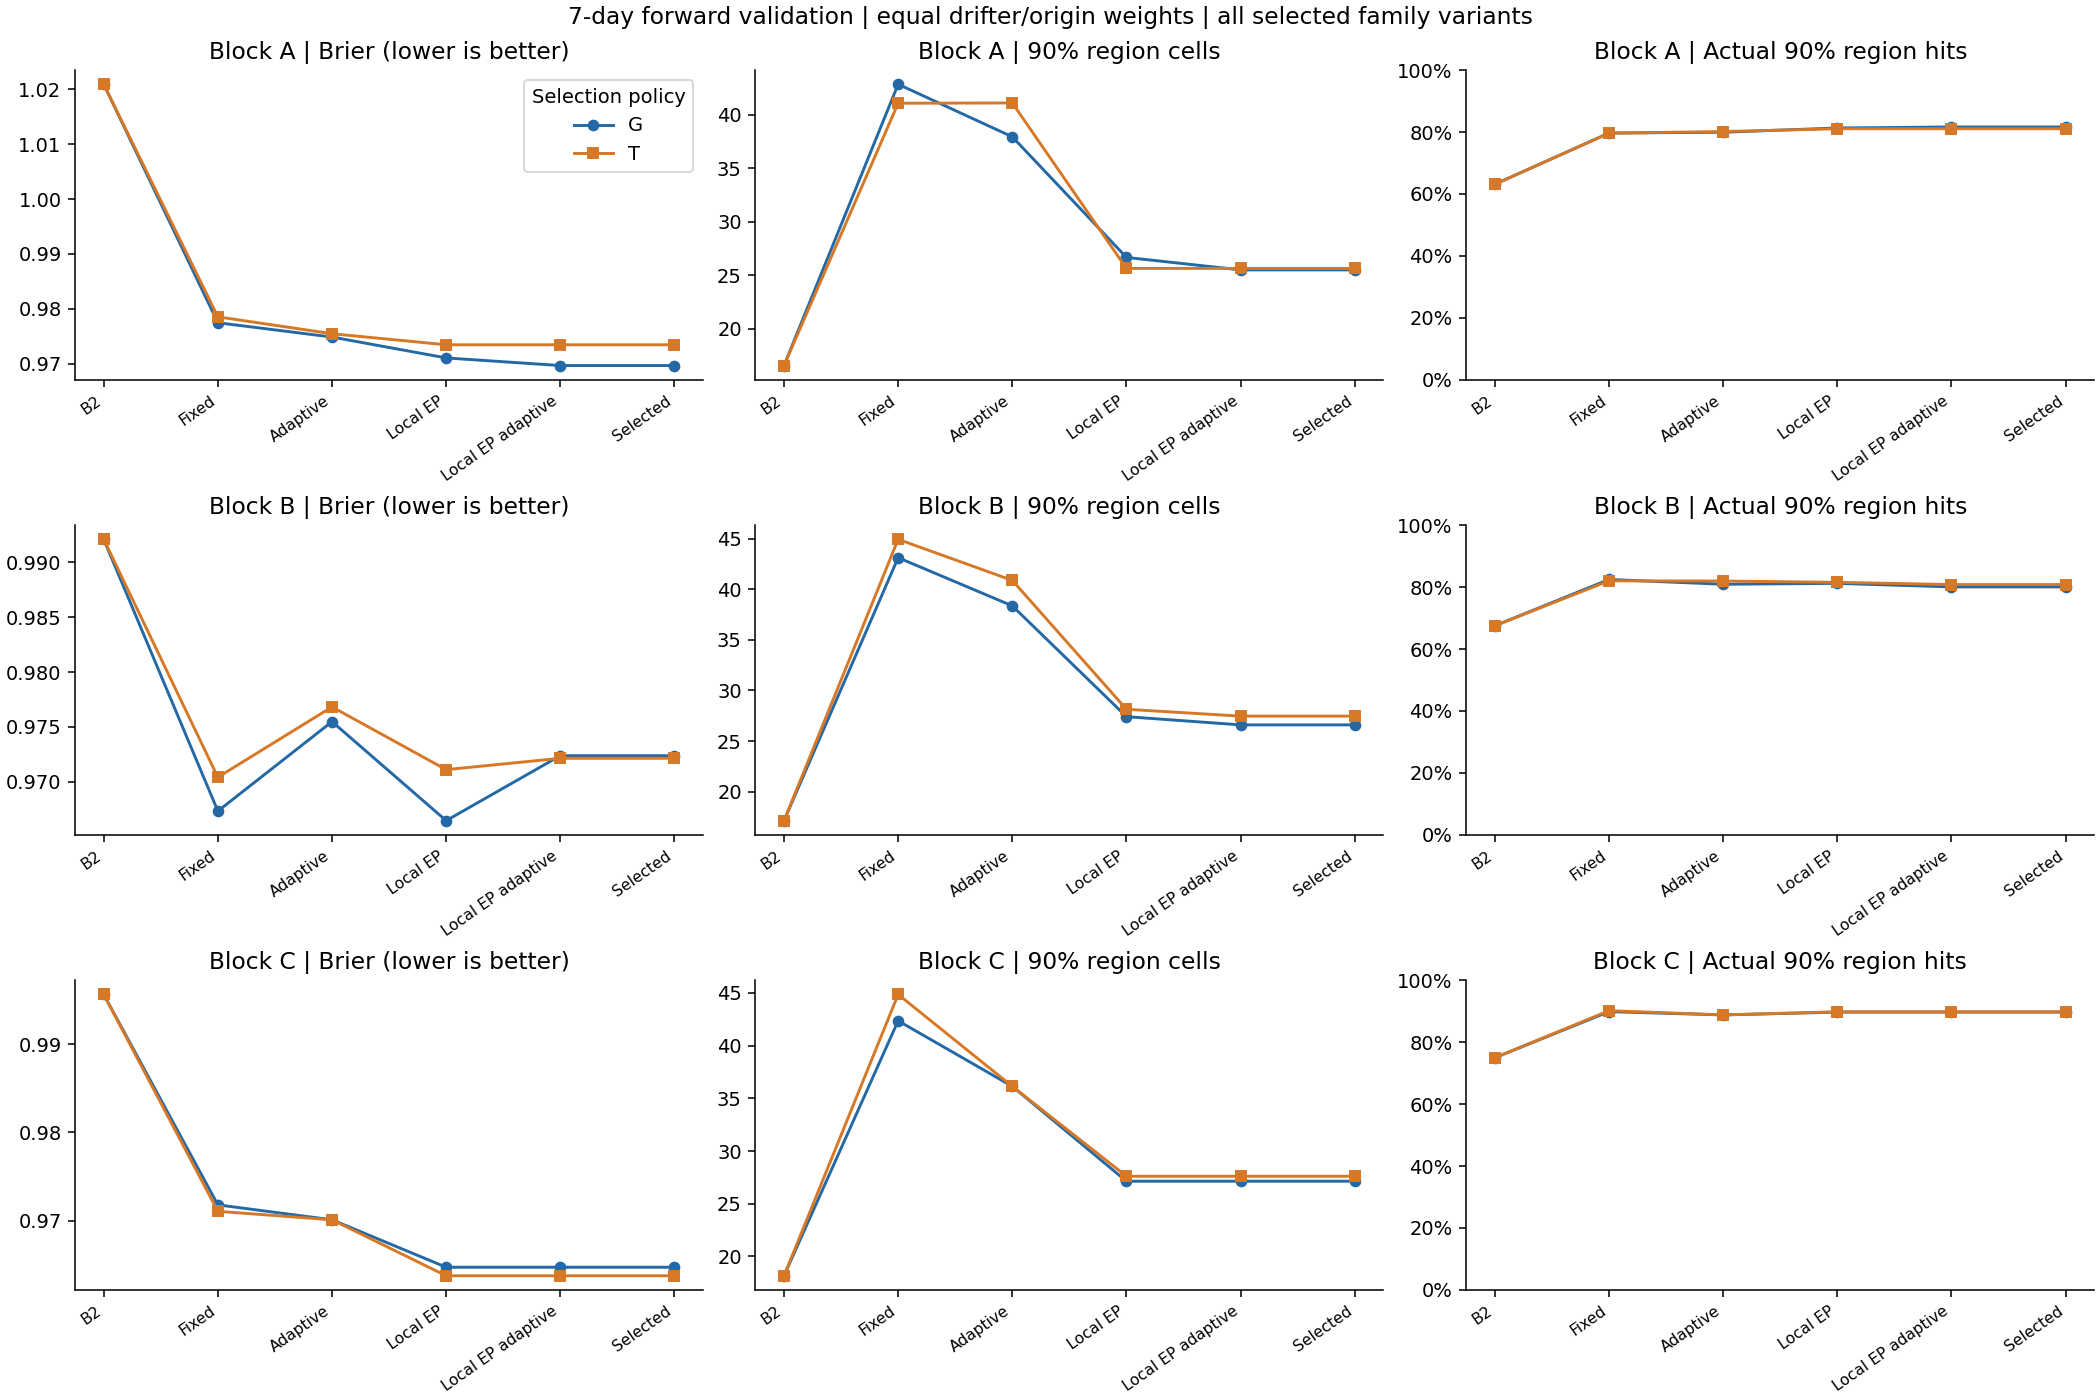 7-day forward validation | equal drifter/origin weights | all selected family variants
Block A | Brier (lower is better)
1.02
1.01
1.00
0.99
0.98
0.97
Selection policy
G
T
B2
Fixed
Adaptive
Local EP
Local EP adaptive
Selected
Block A | 90% region cells
40
35
30
25
20
B2
Fixed
Adaptive
Local EP
Local EP adaptive
Selected
Block A | Actual 90% region hits
100%
80%
60%
40%
20%
0%
B2
Fixed
Adaptive
Local EP
Local EP adaptive
Selected
Block B | Brier (lower is better)
0.990
0.985
0.980
0.975
0.970
B2
Fixed
Adaptive
Local EP
Local EP adaptive
Selected
Block B | 90% region cells
45
40
35
30
25
20
B2
Fixed
Adaptive
Local EP
Local EP adaptive
Selected
Block B | Actual 90% region hits
100%
80%
60%
40%
20%
0%
B2
Fixed
Adaptive
Local EP
Local EP adaptive
Selected
Block C | Brier (lower is better)
0.99
0.98
0.97
B2
Fixed
Adaptive
Local EP
Local EP adaptive
Selected
Block C | 90% region cells
45
40
35
30
25
20
B2
Fixed
Adaptive
Local EP
Local EP adaptive
Selected
Block C | Actual 90% region hits
100%
80%
60%
40%
20%
0%
B2
Fixed
Adaptive
Local EP
Local EP adaptive
Selected